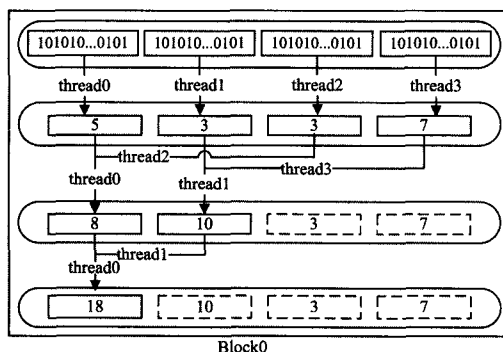 101010...0101 101010...0101 101010...0101 101010...0101
thread0 thread1 thread2 thread3
5 3 3 7
thread2 thread3
thread0 thread1
8 10 3 7
thread1
thread0
18 10 3 7
Block0